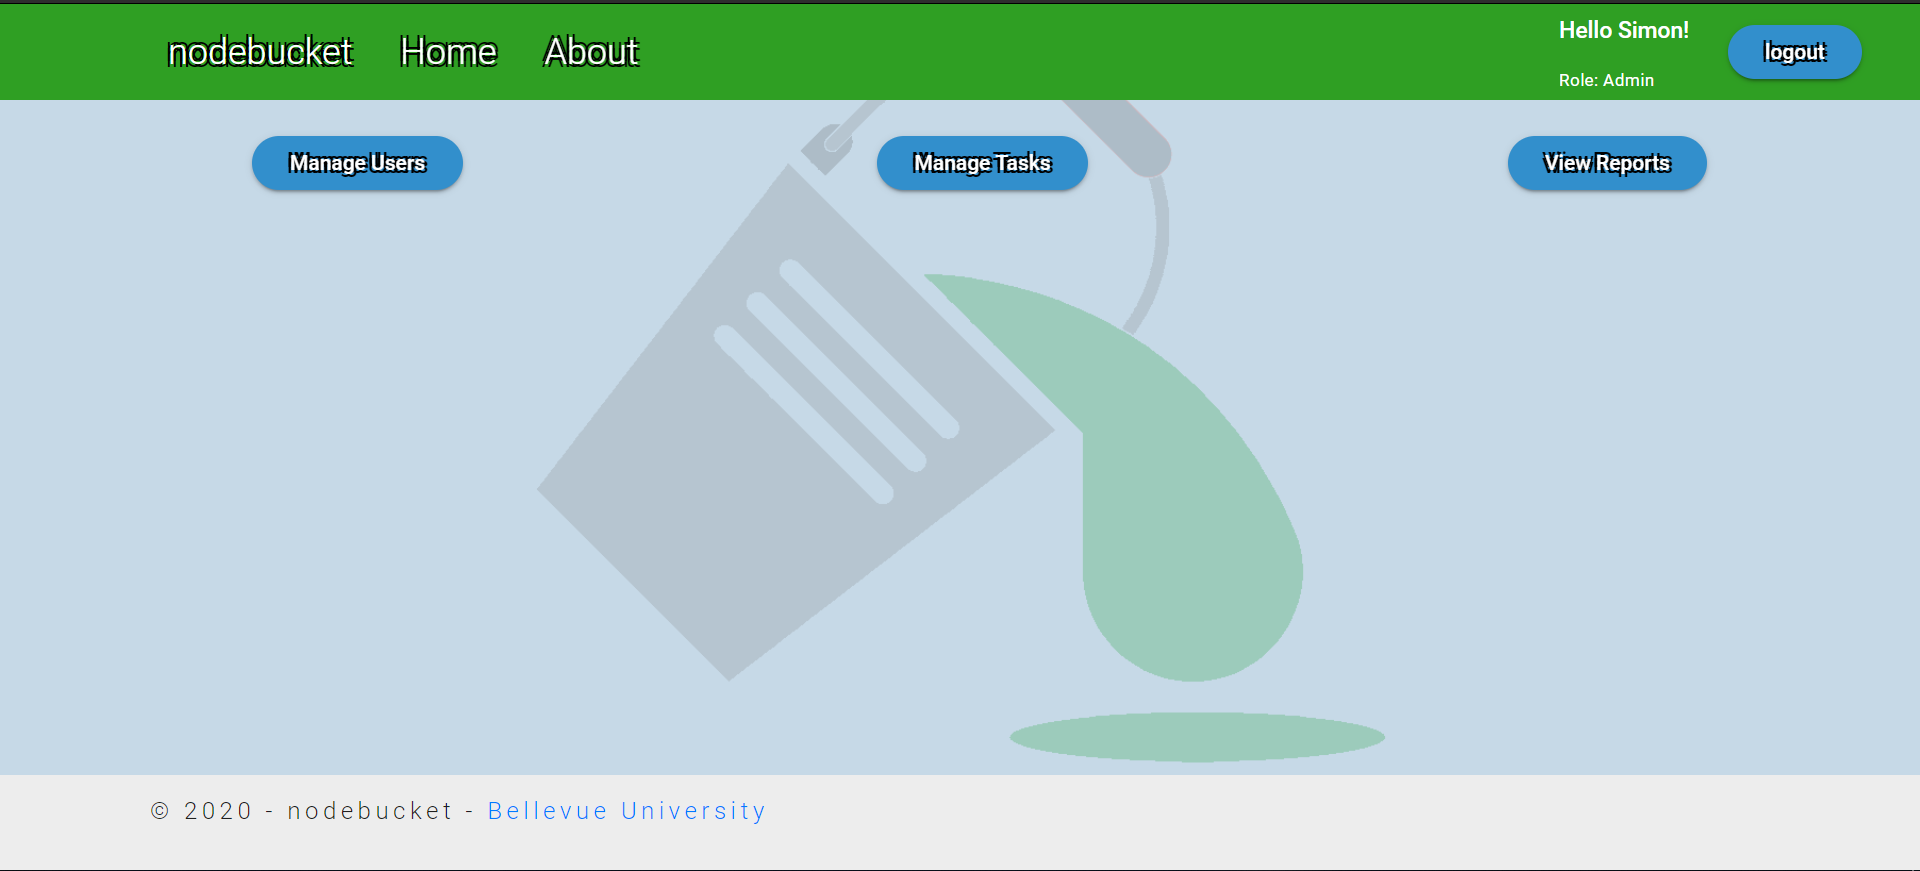 nodebucket Home About
Hello Simon!
Role: Admin
logout
Manage Users
Manage Tasks
View Reports
© 2020 - nodebucket - Bellevue University